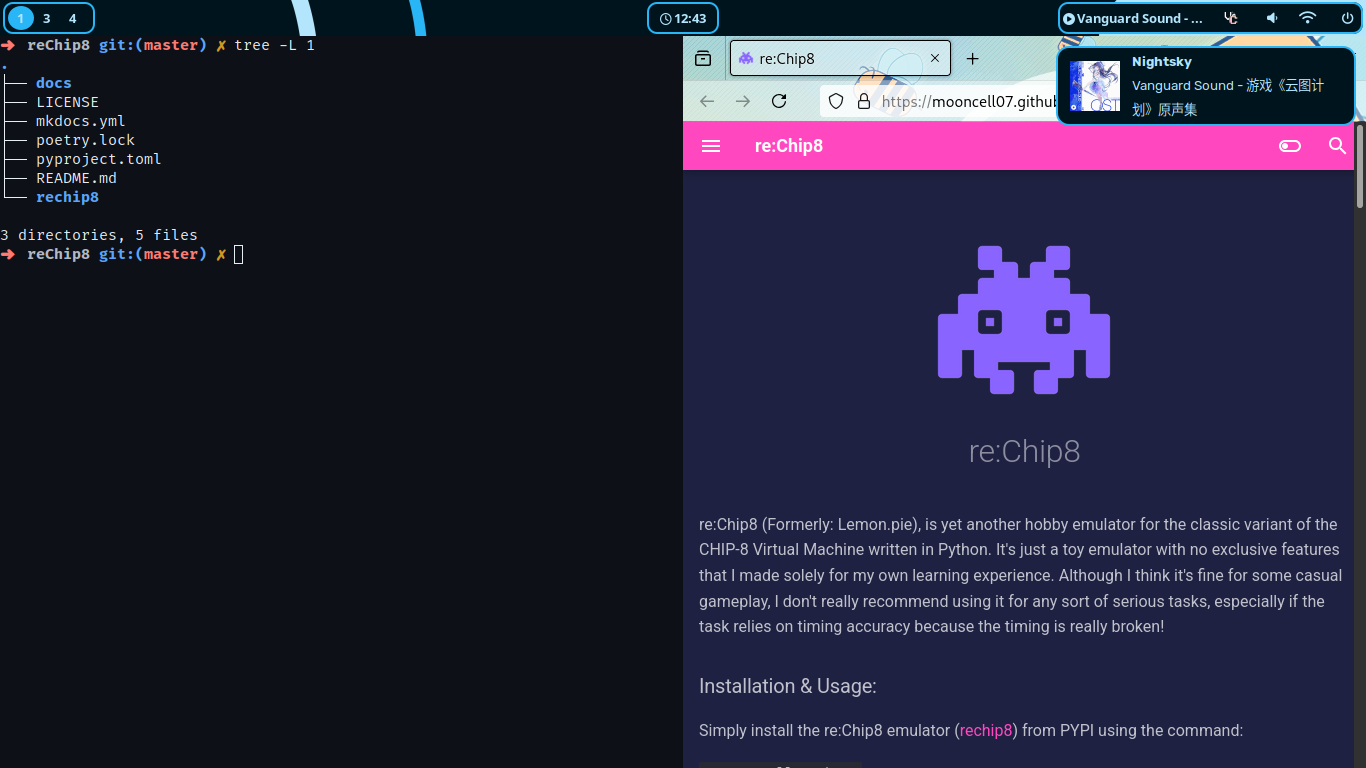 1 3 4
12:43
Vanguard Sound - ...
➜ reChip8 git:(master) ✗ tree -L 1
.
├── docs
├── LICENSE
├── mkdocs.yml
├── poetry.lock
├── pyproject.toml
├── README.md
└── rechip8
3 directories, 5 files
➜ reChip8 git:(master) ✗
re:Chip8
https://mooncell07.github
Nightsky
Vanguard Sound - 游戏《云图计
划》原声集
re:Chip8
re:Chip8
re:Chip8 (Formerly: Lemon.pie), is yet another hobby emulator for the classic variant of the
CHIP-8 Virtual Machine written in Python. It's just a toy emulator with no exclusive features
that I made solely for my own learning experience. Although I think it's fine for some casual
gameplay, I don't really recommend using it for any sort of serious tasks, especially if the
task relies on timing accuracy because the timing is really broken!
Installation & Usage:
Simply install the re:Chip8 emulator (rechip8) from PYPI using the command: